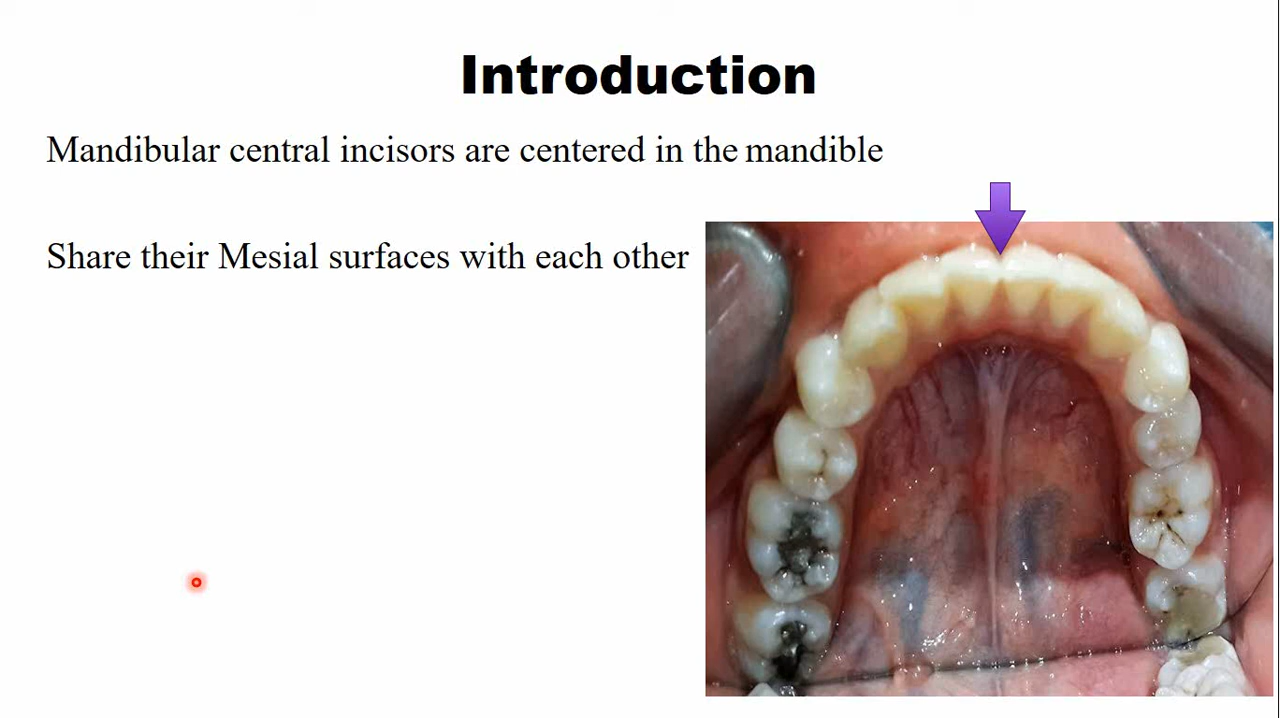 Introduction
Mandibular central incisors are centered in the mandible
Share their Mesial surfaces with each other